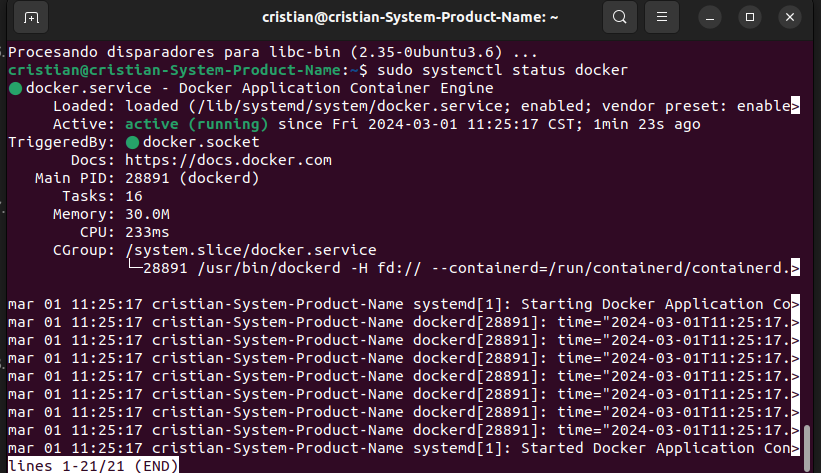 cristian@cristian-System-Product-Name: ~
Procesando disparadores para libc-bin (2.35-0ubuntu3.6) ...
cristian@cristian-System-Product-Name:~$ sudo systemctl status docker
● docker.service - Docker Application Container Engine
     Loaded: loaded (/lib/systemd/system/docker.service; enabled; vendor preset: enable>
     Active: active (running) since Fri 2024-03-01 11:25:17 CST; 1min 23s ago
TriggeredBy: ● docker.socket
       Docs: https://docs.docker.com
   Main PID: 28891 (dockerd)
      Tasks: 16
     Memory: 30.0M
        CPU: 233ms
     CGroup: /system.slice/docker.service
             └─28891 /usr/bin/dockerd -H fd:// --containerd=/run/containerd/containerd.>
mar 01 11:25:17 cristian-System-Product-Name systemd[1]: Starting Docker Application Co>
mar 01 11:25:17 cristian-System-Product-Name dockerd[28891]: time="2024-03-01T11:25:17.>
mar 01 11:25:17 cristian-System-Product-Name dockerd[28891]: time="2024-03-01T11:25:17.>
mar 01 11:25:17 cristian-System-Product-Name dockerd[28891]: time="2024-03-01T11:25:17.>
mar 01 11:25:17 cristian-System-Product-Name dockerd[28891]: time="2024-03-01T11:25:17.>
mar 01 11:25:17 cristian-System-Product-Name dockerd[28891]: time="2024-03-01T11:25:17.>
mar 01 11:25:17 cristian-System-Product-Name dockerd[28891]: time="2024-03-01T11:25:17.>
mar 01 11:25:17 cristian-System-Product-Name dockerd[28891]: time="2024-03-01T11:25:17.>
mar 01 11:25:17 cristian-System-Product-Name systemd[1]: Started Docker Application Con>
lines 1-21/21 (END)